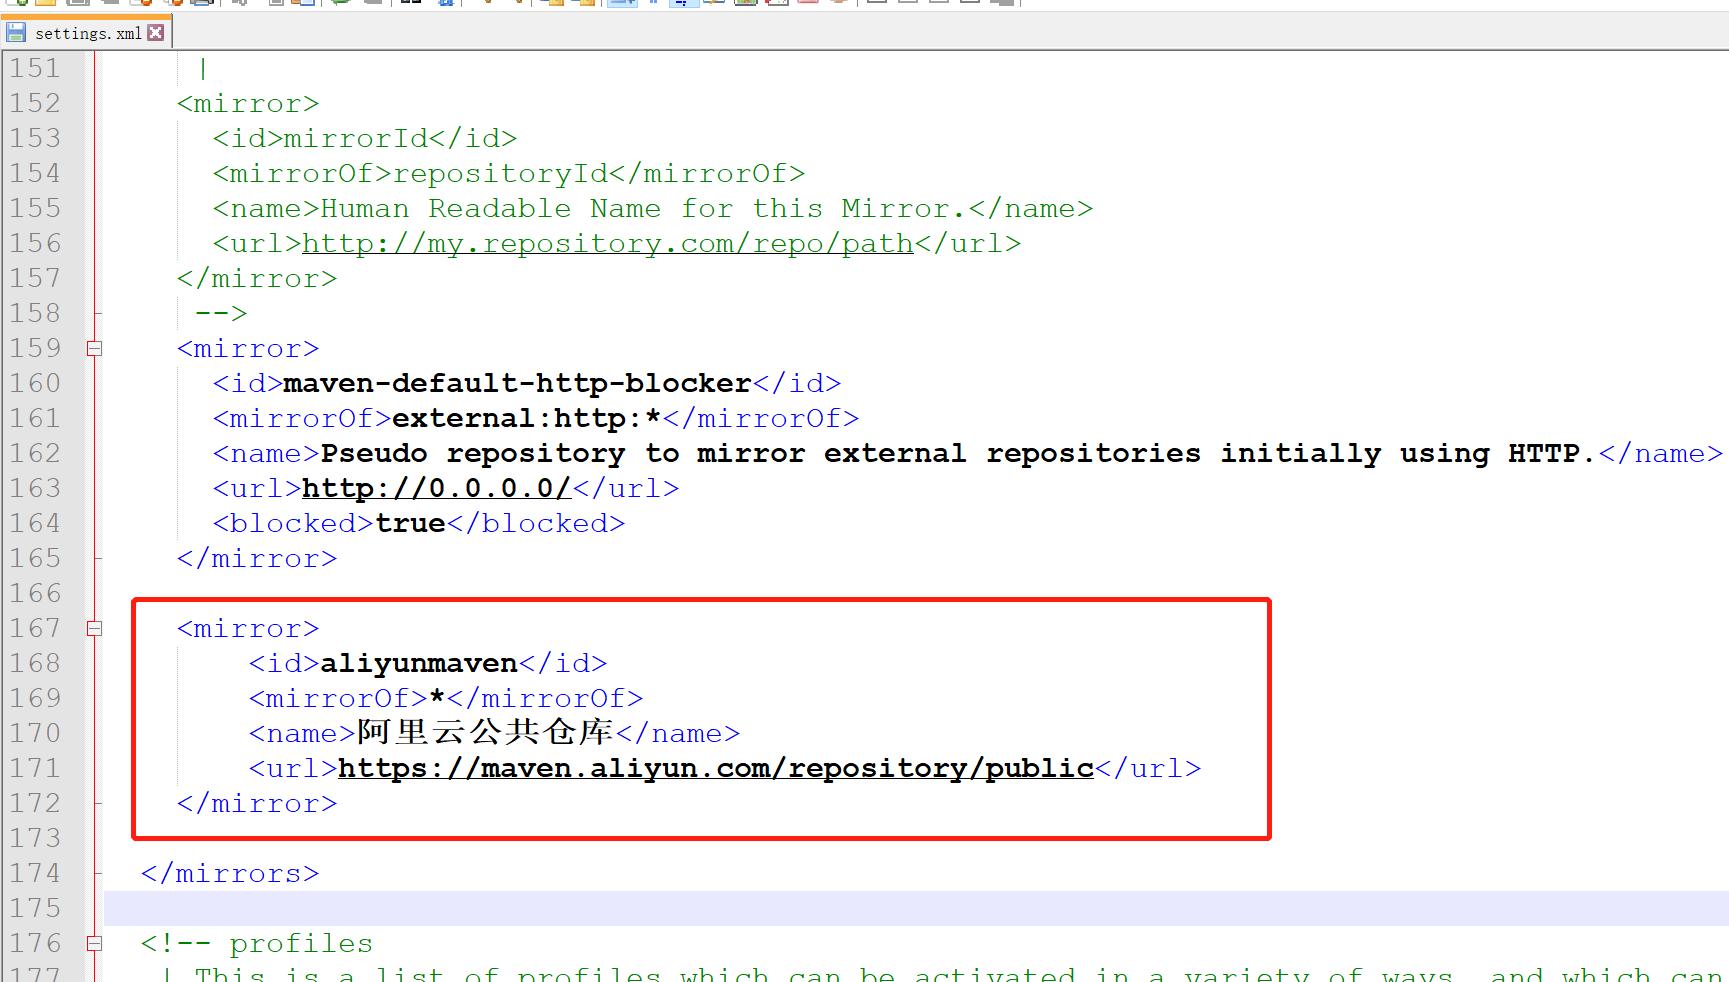 settings.xml
151 |
152 <mirror>
153 <id>mirrorId</id>
154 <mirrorOf>repositoryId</mirrorOf>
155 <name>Human Readable Name for this Mirror.</name>
156 <url>http://my.repository.com/repo/path</url>
157 </mirror>
158 -->
159 <mirror>
160 <id>maven-default-http-blocker</id>
161 <mirrorOf>external:http:*</mirrorOf>
162 <name>Pseudo repository to mirror external repositories initially using HTTP.</name>
163 <url>http://0.0.0.0/</url>
164 <blocked>true</blocked>
165 </mirror>
166
167 <mirror>
168 <id>aliyunmaven</id>
169 <mirrorOf>*</mirrorOf>
170 <name>阿里云公共仓库</name>
171 <url>https://maven.aliyun.com/repository/public</url>
172 </mirror>
173
174 </mirrors>
175
176 <!-- profiles
177 | This is a list of profiles which can be activated in a variety of ways, and which can